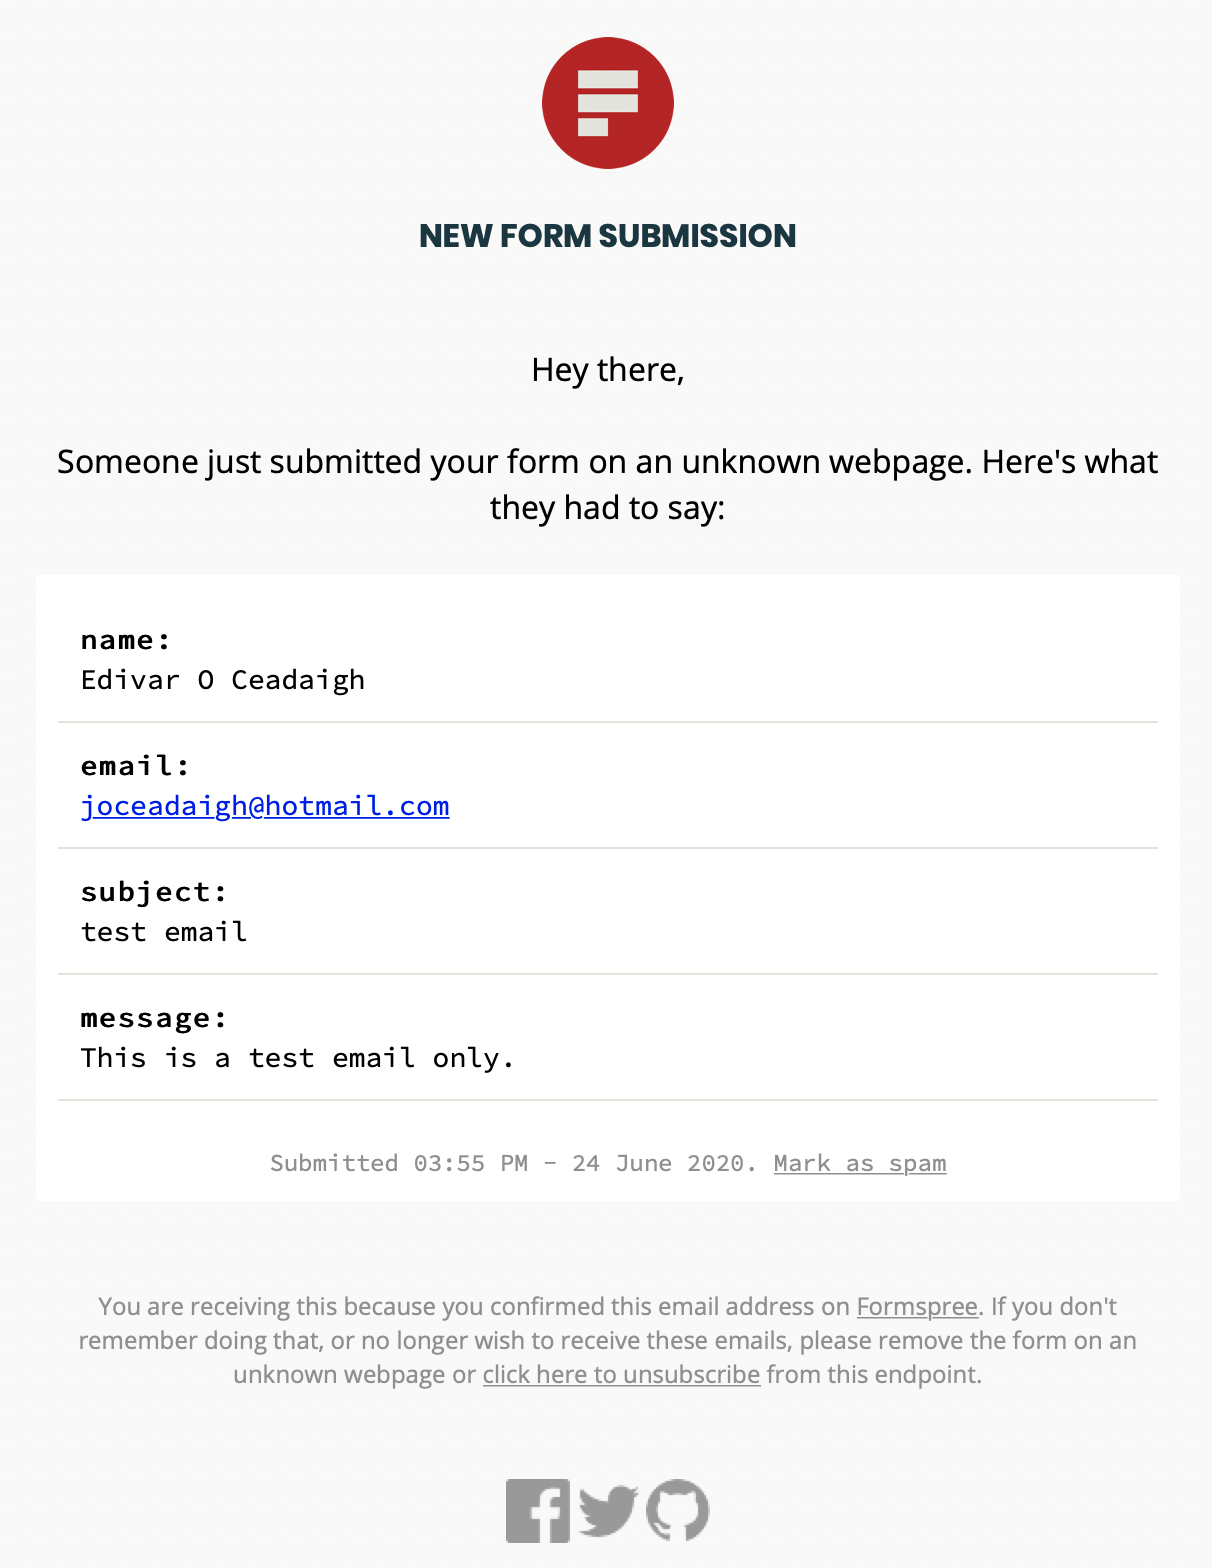 NEW FORM SUBMISSION
Hey there,
Someone just submitted your form on an unknown webpage. Here's what
they had to say:
name:
Edivar O Ceadaigh
email:
joceadaigh@hotmail.com
subject:
test email
message:
This is a test email only.
Submitted 03:55 PM - 24 June 2020. Mark as spam
You are receiving this because you confirmed this email address on Formspree. If you don't
remember doing that, or no longer wish to receive these emails, please remove the form on an
unknown webpage or click here to unsubscribe from this endpoint.